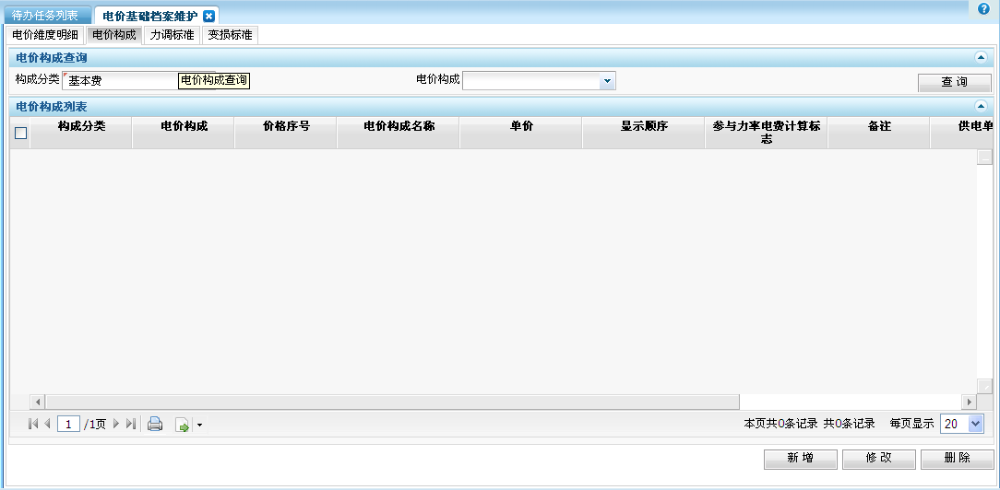 待办任务列表 电价基础档案维护
电价维度明细 电价构成 力调标准 变损标准
电价构成查询
构成分类 基本费 电价构成查询 电价构成 查 询
电价构成列表
构成分类 电价构成 价格序号 电价构成名称 单价 显示顺序 参与力率电费计算标志 备注 供电单
1 /1页 本页共0条记录 共0条记录 每页显示 20
新 增 修 改 删 除